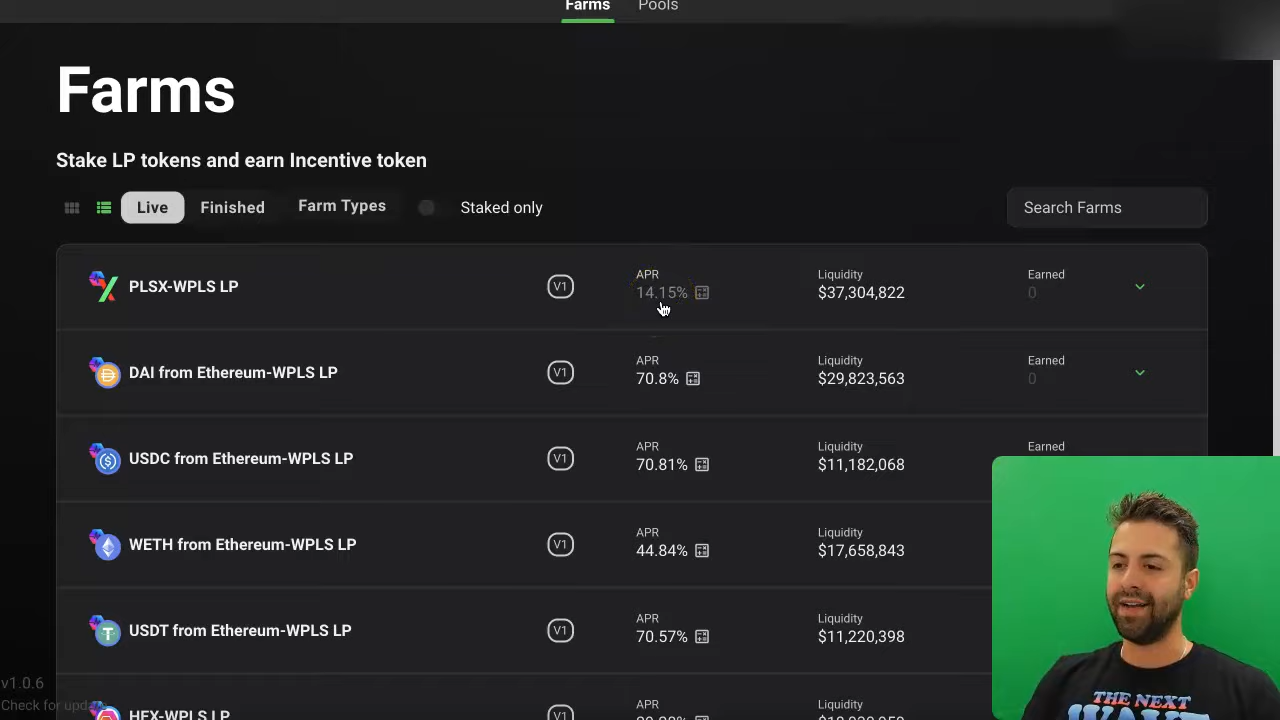 Farms Pools
Farms
Stake LP tokens and earn Incentive token
Live Finished Farm Types Staked only Search Farms
PLSX-WPLS LP V1 APR 14.15% Liquidity $37,304,822 Earned 0
DAI from Ethereum-WPLS LP V1 APR 70.8% Liquidity $29,823,563 Earned 0
USDC from Ethereum-WPLS LP V1 APR 70.81% Liquidity $11,182,068 Earned
WETH from Ethereum-WPLS LP V1 APR 44.84% Liquidity $17,658,843
USDT from Ethereum-WPLS LP V1 APR 70.57% Liquidity $11,220,398
HEX-WPLS LP V1 APR Liquidity
v1.0.6
Check for
THE NEXT